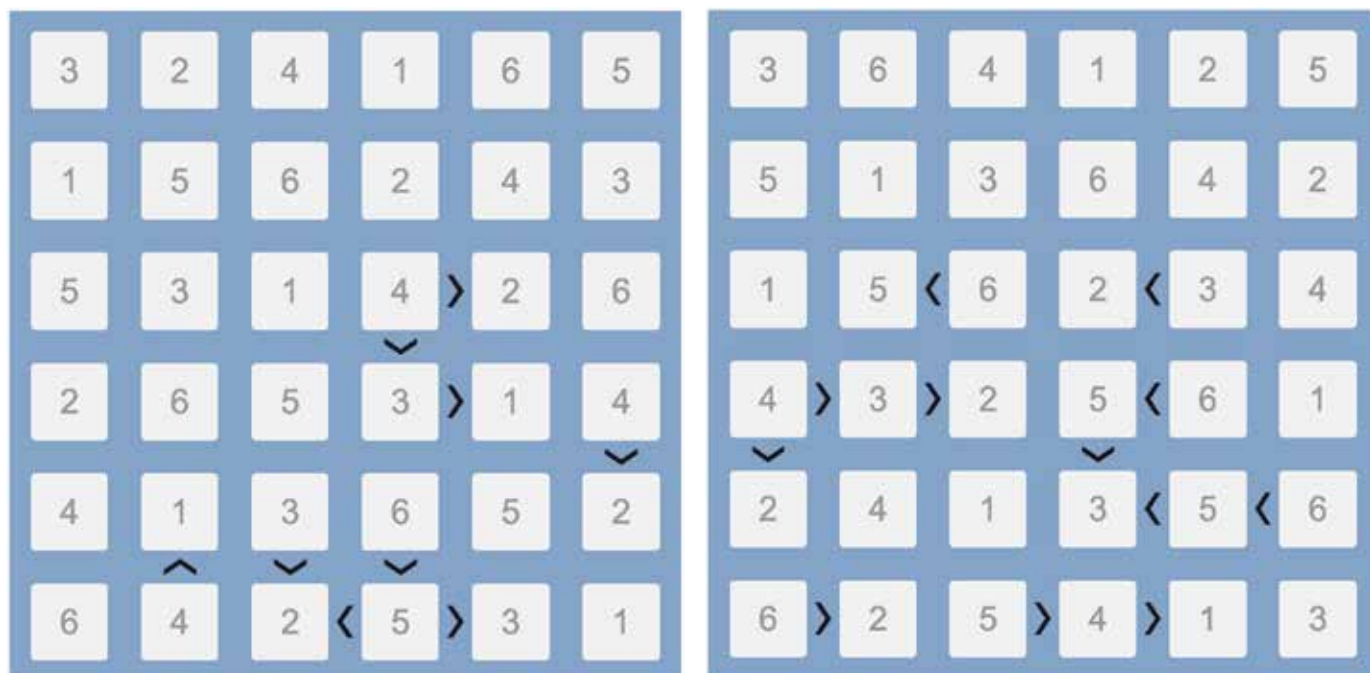 3 2 4 1 6 5
1 5 6 2 4 3
5 3 1 4 > 2 6
﹀
2 6 5 3 > 1 4
﹀
4 1 3 6 5 2
︿ ﹀ ﹀
6 4 2 < 5 > 3 1
3 6 4 1 2 5
5 1 3 6 4 2
1 5 < 6 2 < 3 4
4 > 3 > 2 5 < 6 1
﹀ ﹀
2 4 1 3 < 5 < 6
6 > 2 5 > 4 > 1 3